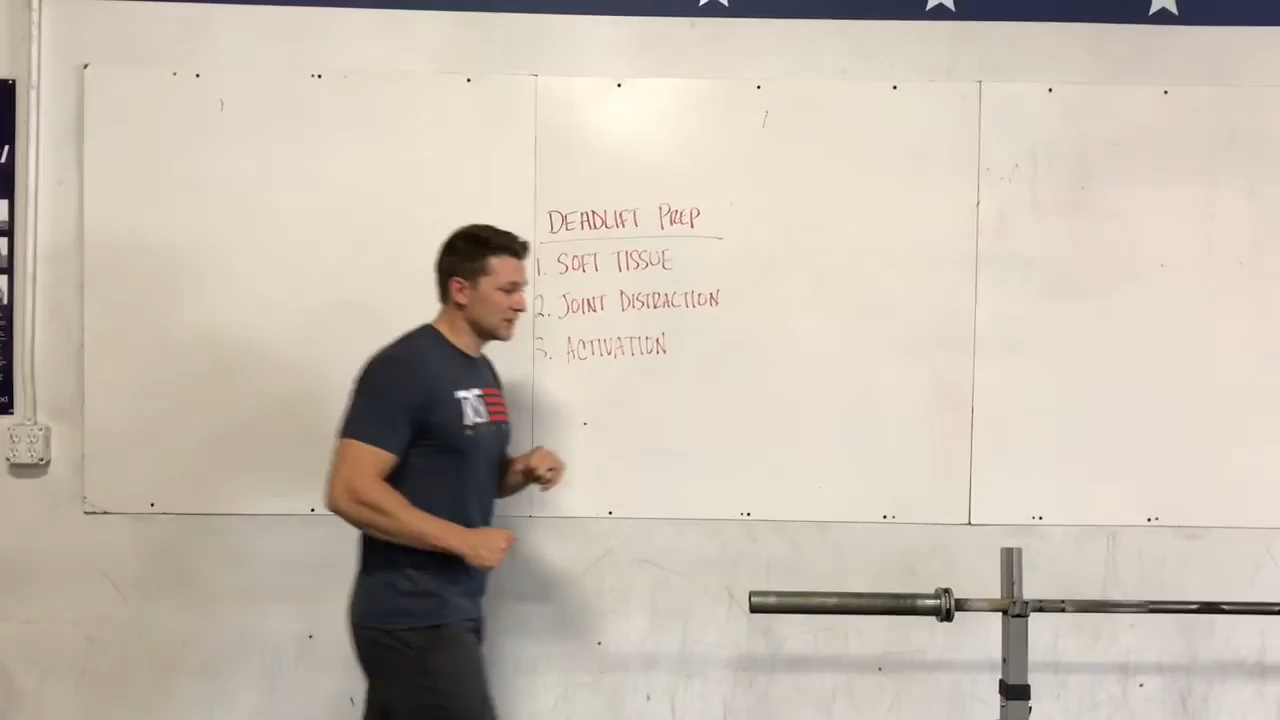 DEADLIFT PREP
1. SOFT TISSUE
2. JOINT DISTRACTION
3. ACTIVATION